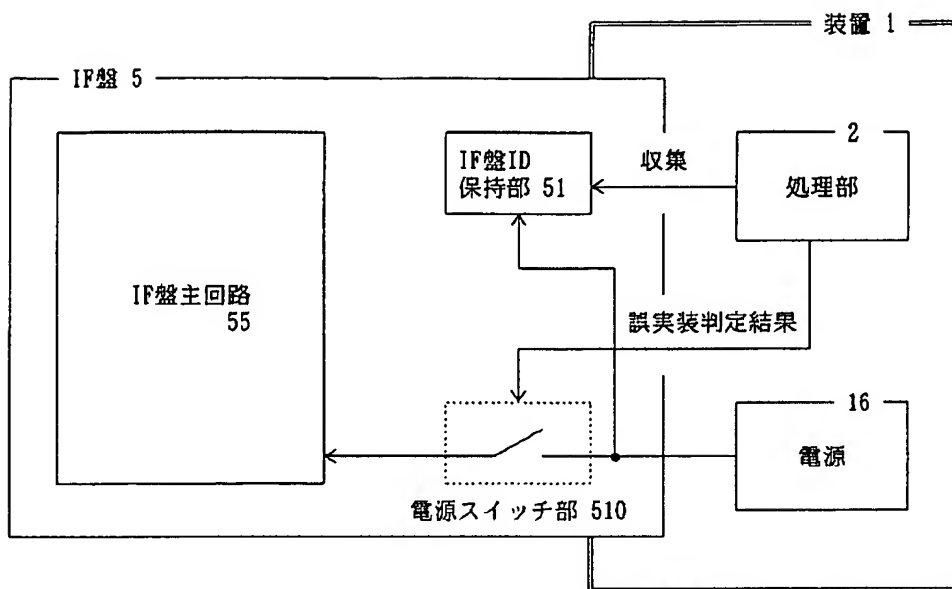 装置 1
IF盤 5
2
IF盤ID
保持部 51
収集
処理部
IF盤主回路
55
誤実装判定結果
16
電源
電源スイッチ部 510